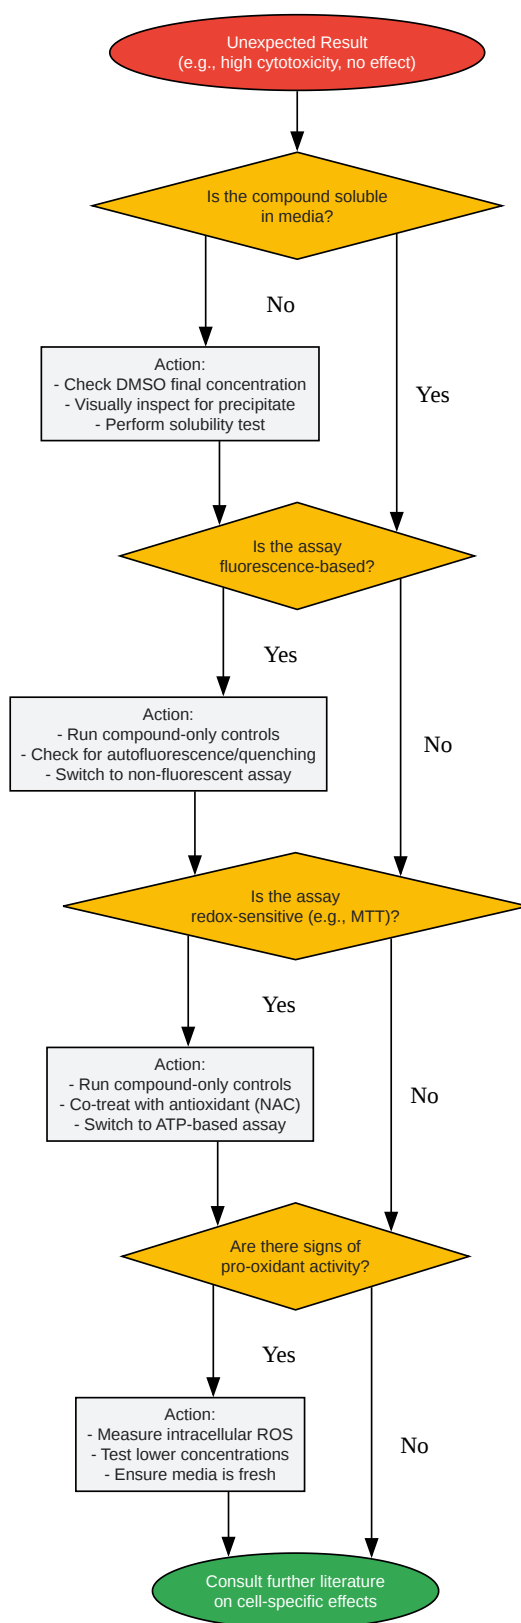 Unexpected Result
(e.g., high cytotoxicity, no effect)
Is the compound soluble
in media?
No
Yes
Action:
- Check DMSO final concentration
- Visually inspect for precipitate
- Perform solubility test
Is the assay
fluorescence-based?
Yes
No
Action:
- Run compound-only controls
- Check for autofluorescence/quenching
- Switch to non-fluorescent assay
Is the assay
redox-sensitive (e.g., MTT)?
Yes
No
Action:
- Run compound-only controls
- Co-treat with antioxidant (NAC)
- Switch to ATP-based assay
Are there signs of
pro-oxidant activity?
Yes
No
Action:
- Measure intracellular ROS
- Test lower concentrations
- Ensure media is fresh
Consult further literature
on cell-specific effects